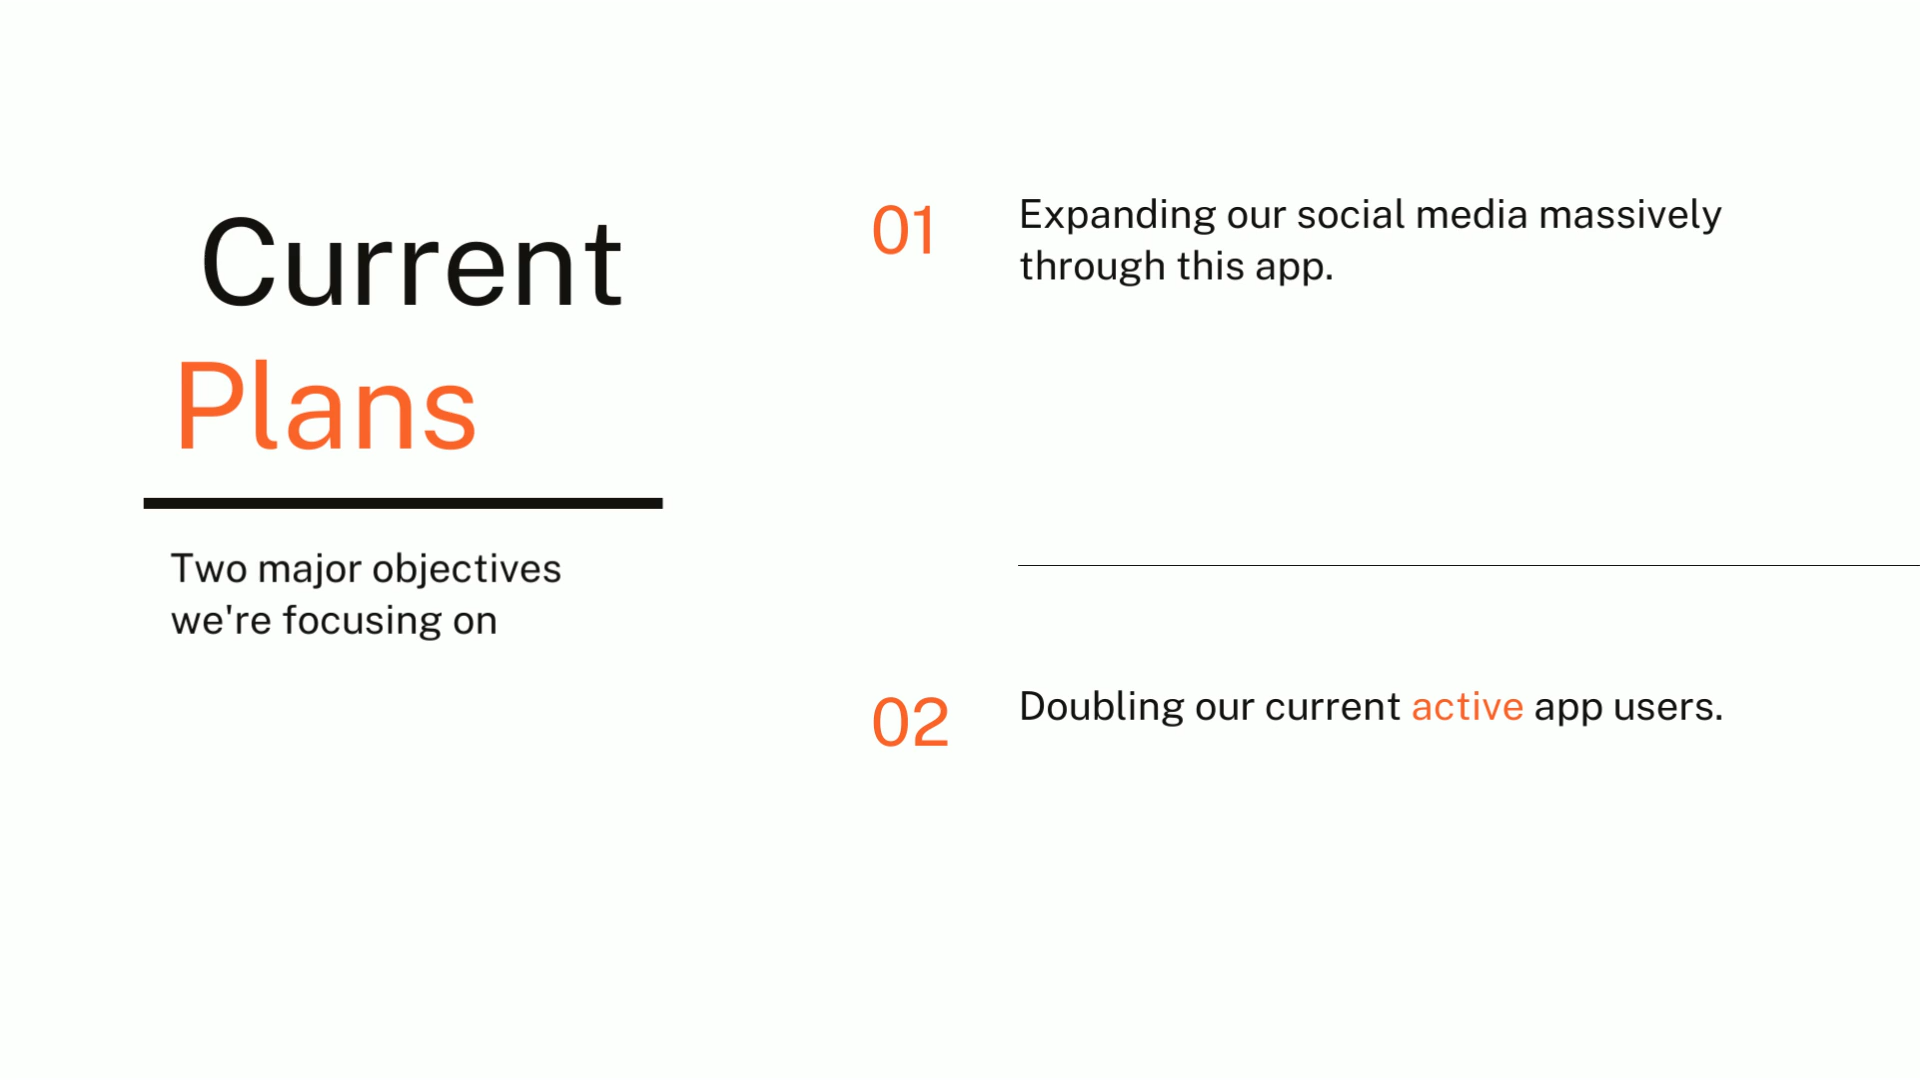 Current
Plans
Two major objectives
we're focusing on
01
Expanding our social media massively
through this app.
02
Doubling our current active app users.